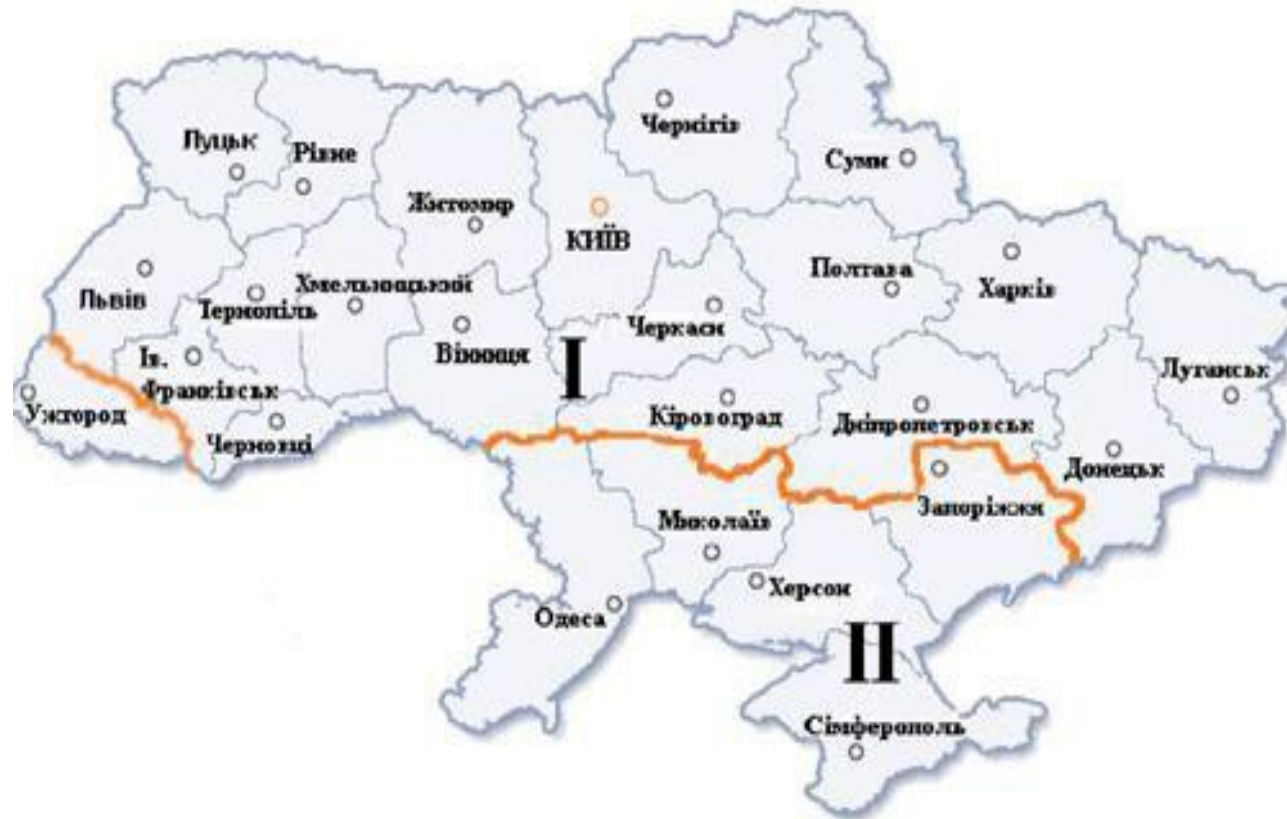 Чернігів
Луцьк
Рівне
Суми
Житомир
КИЇВ
Полтава
Харків
Львів
Тернопіль
Хмельницький
Черкаси
Вінниця
I
Ів.
Франківськ
Луганськ
Ужгород
Черновці
Кіровоград
Дніпропетровськ
Донецьк
Запоріжжя
Миколаїв
Херсон
Одеса
II
Сімферополь